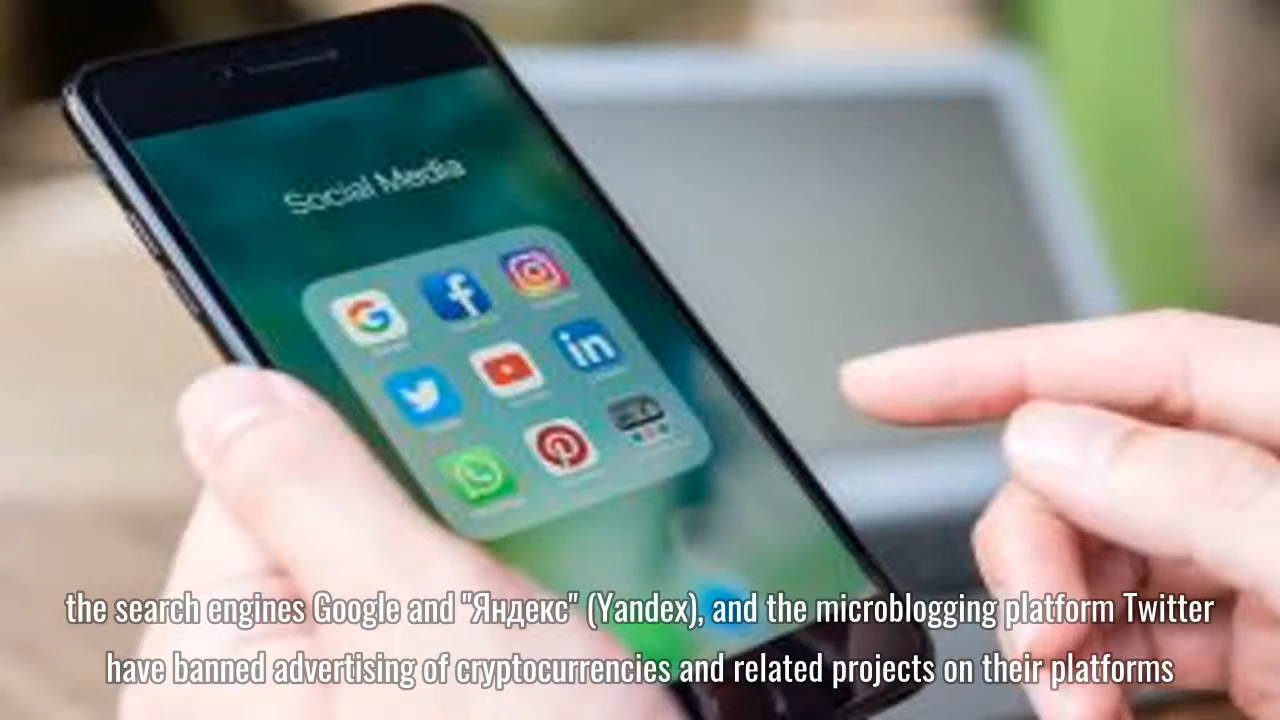 Social Media
the search engines Google and "Яндекс" (Yandex), and the microblogging platform Twitter
have banned advertising of cryptocurrencies and related projects on their platforms